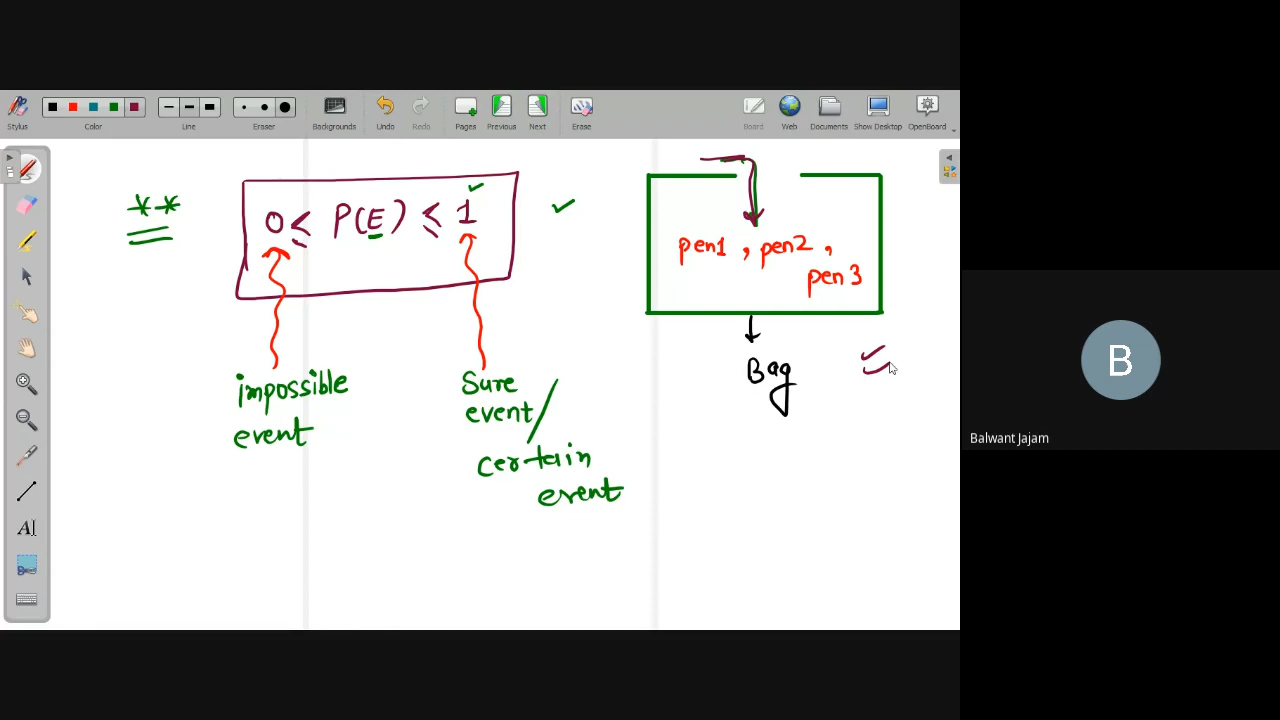 Stylus
Color
Line
Eraser
Backgrounds
Undo
Redo
Pages
Previous
Next
Erase
Board
Web
Documents
Show Desktop
OpenBoard
**
0 ≤ P(E) ≤ 1
impossible
event
Sure
event/
certain
event
pen1 , pen2 ,
pen3
Bag
B
Balwant Jajam